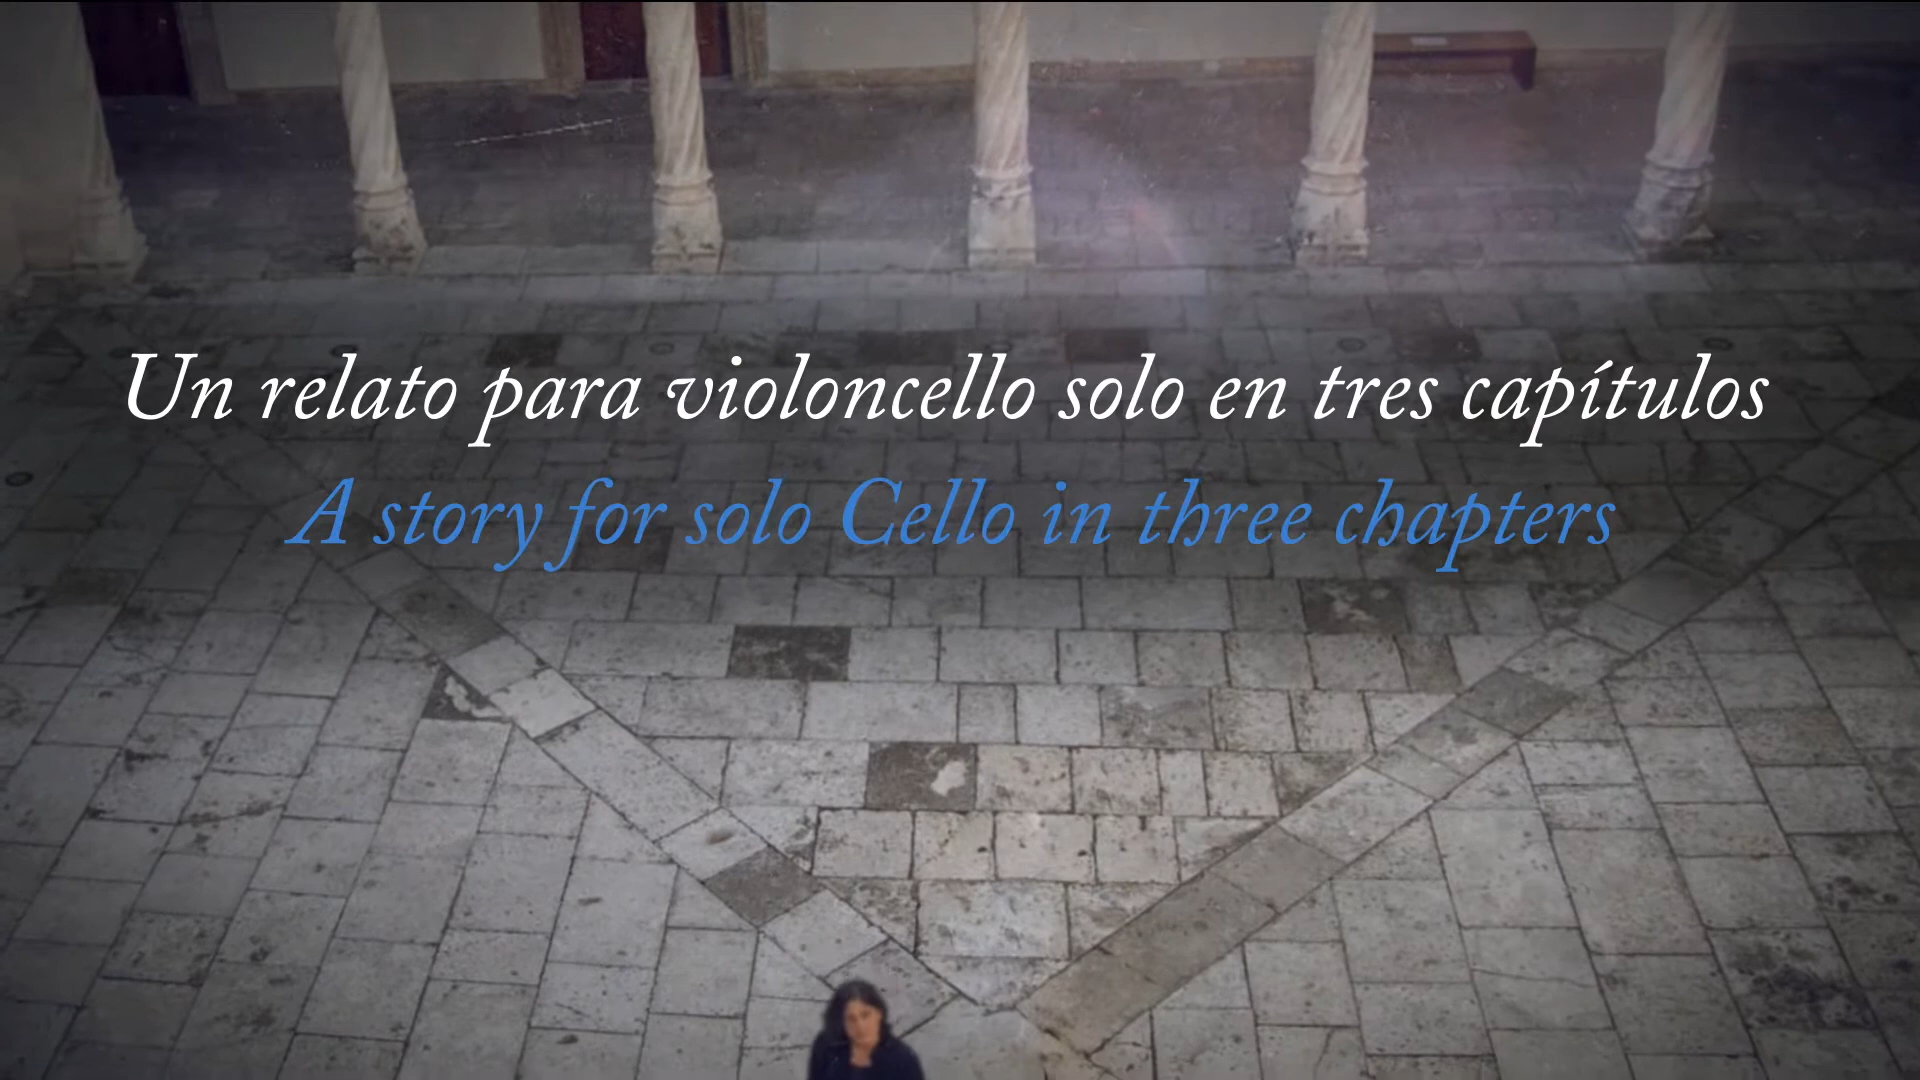 Un relato para violoncello solo en tres capítulos
A story for solo Cello in three chapters